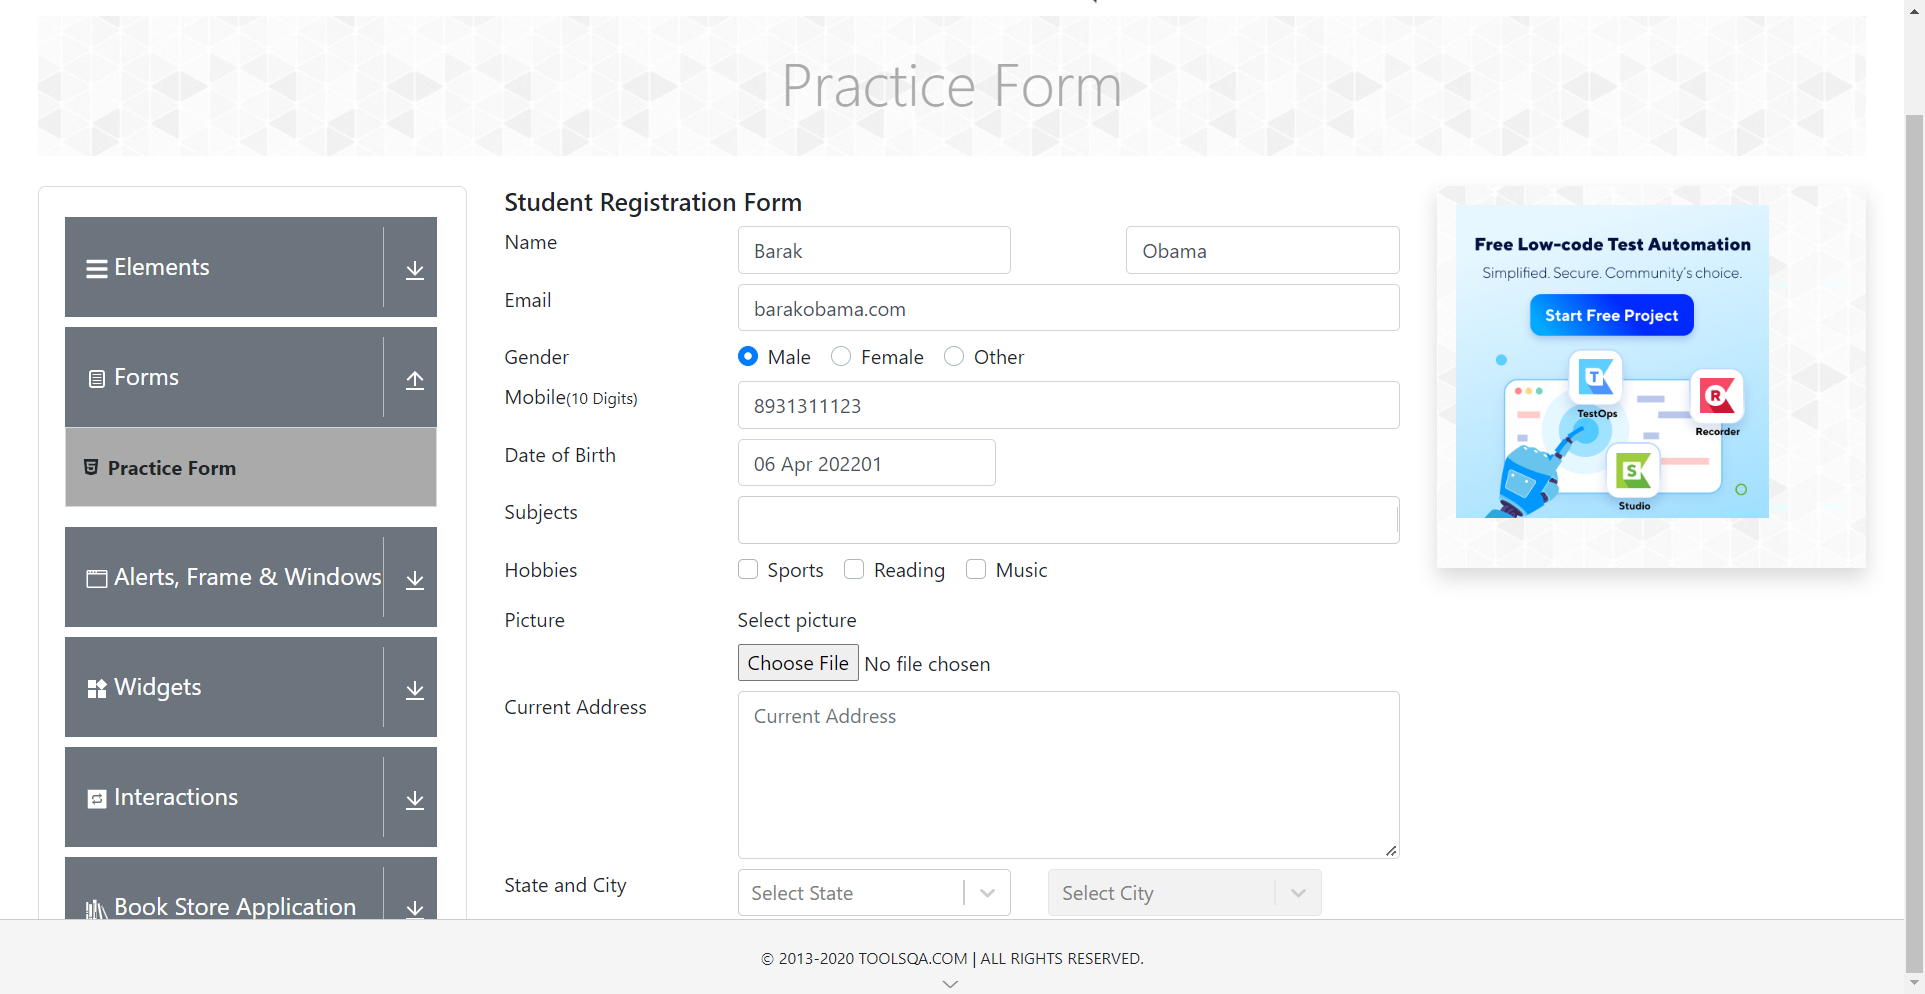 Practice Form
Elements
Forms
Practice Form
Alerts, Frame & Windows
Widgets
Interactions
Book Store Application
Student Registration Form
Name
Barak
Obama
Email
barakobama.com
Gender
Male
Female
Other
Mobile(10 Digits)
8931311123
Date of Birth
06 Apr 202201
Subjects
Hobbies
Sports
Reading
Music
Picture
Select picture
Choose File No file chosen
Current Address
Current Address
State and City
Select State
Select City
Free Low-code Test Automation
Simplified. Secure. Community's choice.
Start Free Project
T
TestOps
R
Recorder
S
Studio
© 2013-2020 TOOLSQA.COM | ALL RIGHTS RESERVED.